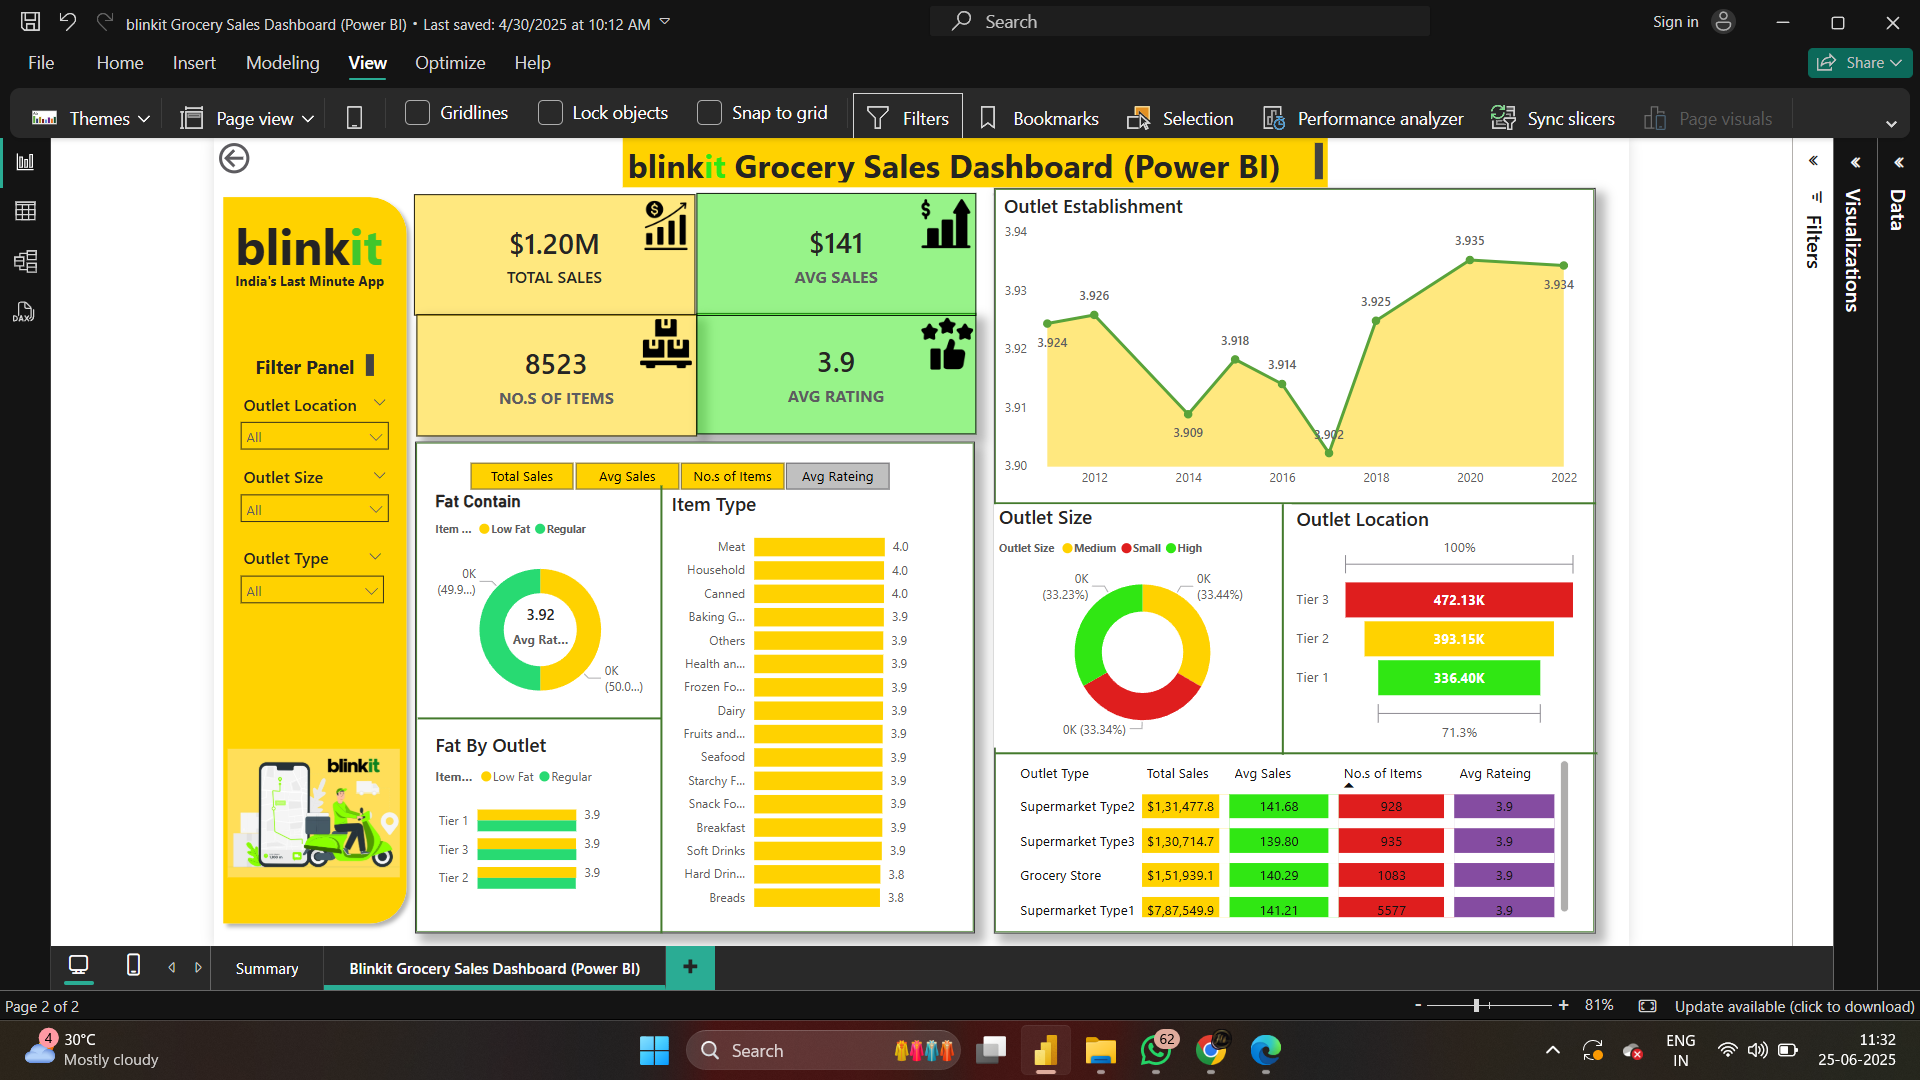 blinkit Grocery Sales Dashboard (Power BI) • Last saved: 4/30/2025 at 10:12 AM
Search
Sign in
File Home Insert Modeling View Optimize Help
Share
Themes Page view Gridlines Lock objects Snap to grid Filters Bookmarks Selection Performance analyzer Sync slicers Page visuals
blinkit Grocery Sales Dashboard (Power BI)
blinkit
India's Last Minute App
Filter Panel
Outlet Location
All
Outlet Size
All
Outlet Type
All
blinkit
$1.20M
TOTAL SALES
$141
AVG SALES
8523
NO.S OF ITEMS
3.9
AVG RATING
Total Sales Avg Sales No.s of Items Avg Rateing
Fat Contain
Item ... Low Fat Regular
0K
(49.9...)
3.92
Avg Rat...
0K
(50.0...)
Fat By Outlet
Item... Low Fat Regular
Tier 1 3.9
Tier 3 3.9
Tier 2 3.9
Item Type
Meat 4.0
Household 4.0
Canned 4.0
Baking G... 3.9
Others 3.9
Health an... 3.9
Frozen Fo... 3.9
Dairy 3.9
Fruits and... 3.9
Seafood 3.9
Starchy F... 3.9
Snack Fo... 3.9
Breakfast 3.9
Soft Drinks 3.9
Hard Drin... 3.8
Breads 3.8
Outlet Establishment
3.94
3.93
3.92
3.91
3.90
3.924
3.926
3.909
3.918
3.914
3.902
3.925
3.935
3.934
2012 2014 2016 2018 2020 2022
Outlet Size
Outlet Size Medium Small High
0K
(33.23%)
0K
(33.44%)
0K (33.34%)
Outlet Location
100%
Tier 3 472.13K
Tier 2 393.15K
Tier 1 336.40K
71.3%
Outlet Type Total Sales Avg Sales No.s of Items Avg Rateing
Supermarket Type2 $1,31,477.8 141.68 928 3.9
Supermarket Type3 $1,30,714.7 139.80 935 3.9
Grocery Store $1,51,939.1 140.29 1083 3.9
Supermarket Type1 $7,87,549.9 141.21 5577 3.9
Filters
Visualizations
Data
DAX
Summary Blinkit Grocery Sales Dashboard (Power BI) +
Page 2 of 2
- + 81% Update available (click to download)
4
30°C
Mostly cloudy
Search
62
ENG
IN
11:32
25-06-2025